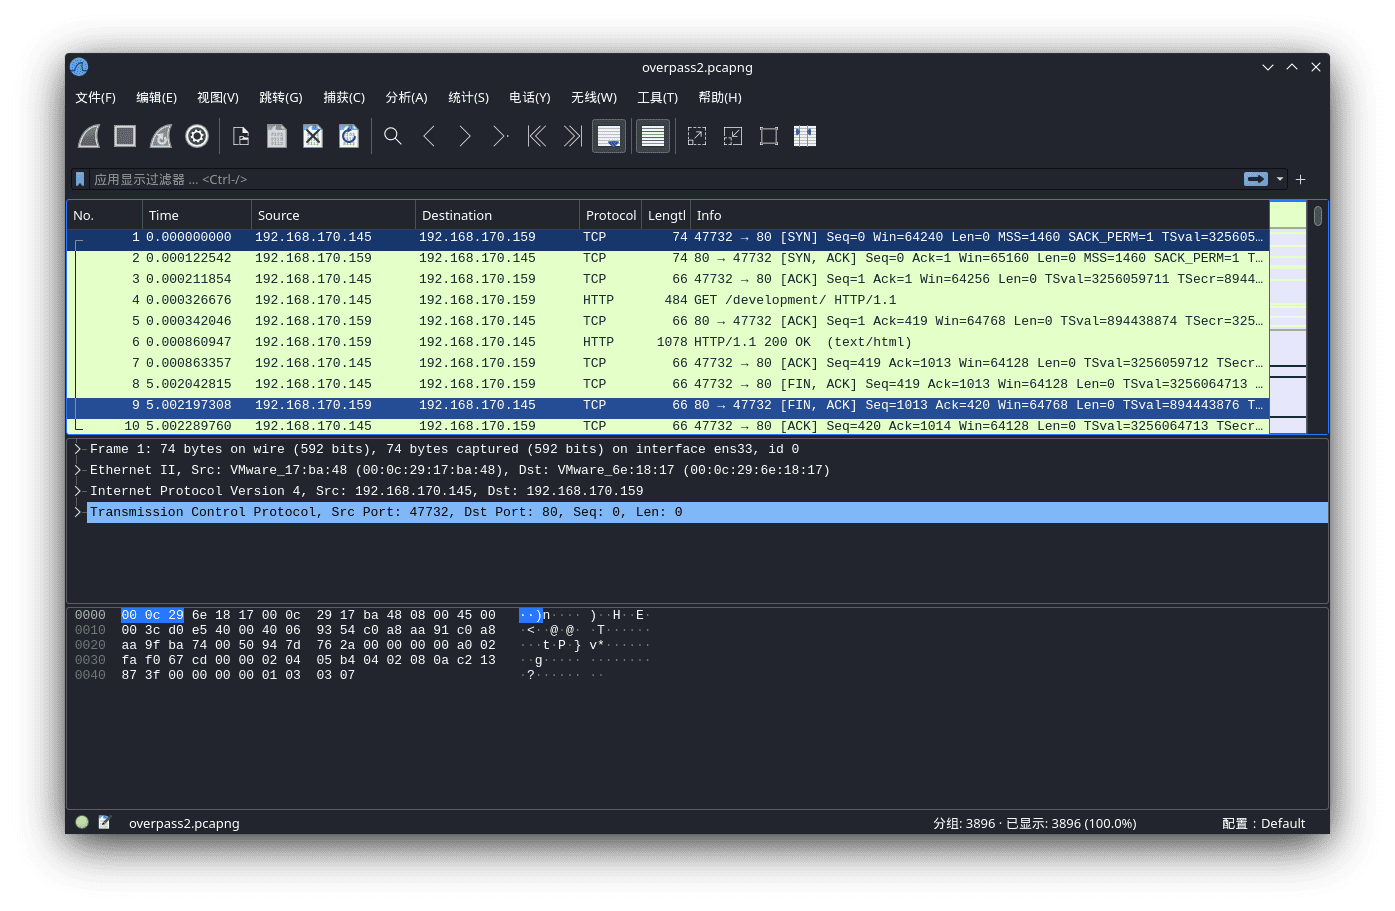 overpass2.pcapng
文件(F) 编辑(E) 视图(V) 跳转(G) 捕获(C) 分析(A) 统计(S) 电话(Y) 无线(W) 工具(T) 帮助(H)
应用显示过滤器 … <Ctrl-/>
No. Time Source Destination Protocol Lengtl Info
1 0.000000000 192.168.170.145 192.168.170.159 TCP 74 47732 → 80 [SYN] Seq=0 Win=64240 Len=0 MSS=1460 SACK_PERM=1 TSval=325605…
2 0.000122542 192.168.170.159 192.168.170.145 TCP 74 80 → 47732 [SYN, ACK] Seq=0 Ack=1 Win=65160 Len=0 MSS=1460 SACK_PERM=1 T…
3 0.000211854 192.168.170.145 192.168.170.159 TCP 66 47732 → 80 [ACK] Seq=1 Ack=1 Win=64256 Len=0 TSval=3256059711 TSecr=8944…
4 0.000326676 192.168.170.145 192.168.170.159 HTTP 484 GET /development/ HTTP/1.1
5 0.000342046 192.168.170.159 192.168.170.145 TCP 66 80 → 47732 [ACK] Seq=1 Ack=419 Win=64768 Len=0 TSval=894438874 TSecr=325…
6 0.000860947 192.168.170.159 192.168.170.145 HTTP 1078 HTTP/1.1 200 OK  (text/html)
7 0.000863357 192.168.170.145 192.168.170.159 TCP 66 47732 → 80 [ACK] Seq=419 Ack=1013 Win=64128 Len=0 TSval=3256059712 TSecr…
8 5.002042815 192.168.170.145 192.168.170.159 TCP 66 47732 → 80 [FIN, ACK] Seq=419 Ack=1013 Win=64128 Len=0 TSval=3256064713 …
9 5.002197308 192.168.170.159 192.168.170.145 TCP 66 80 → 47732 [FIN, ACK] Seq=1013 Ack=420 Win=64768 Len=0 TSval=894443876 T…
10 5.002289760 192.168.170.145 192.168.170.159 TCP 66 47732 → 80 [ACK] Seq=420 Ack=1014 Win=64128 Len=0 TSval=3256064713 TSecr…
Frame 1: 74 bytes on wire (592 bits), 74 bytes captured (592 bits) on interface ens33, id 0
Ethernet II, Src: VMware_17:ba:48 (00:0c:29:17:ba:48), Dst: VMware_6e:18:17 (00:0c:29:6e:18:17)
Internet Protocol Version 4, Src: 192.168.170.145, Dst: 192.168.170.159
Transmission Control Protocol, Src Port: 47732, Dst Port: 80, Seq: 0, Len: 0
0000 00 0c 29 6e 18 17 00 0c 29 17 ba 48 08 00 45 00 ··)n···· )··H··E·
0010 00 3c d0 e5 40 00 40 06 93 54 c0 a8 aa 91 c0 a8 ·<··@·@· ·T······
0020 aa 9f ba 74 00 50 94 7d 76 2a 00 00 00 00 a0 02 ···t·P·} v*······
0030 fa f0 67 cd 00 00 02 04 05 b4 04 02 08 0a c2 13 ··g····· ········
0040 87 3f 00 00 00 00 01 03 03 07 ·?······ ··
overpass2.pcapng 分组: 3896 · 已显示: 3896 (100.0%) 配置：Default